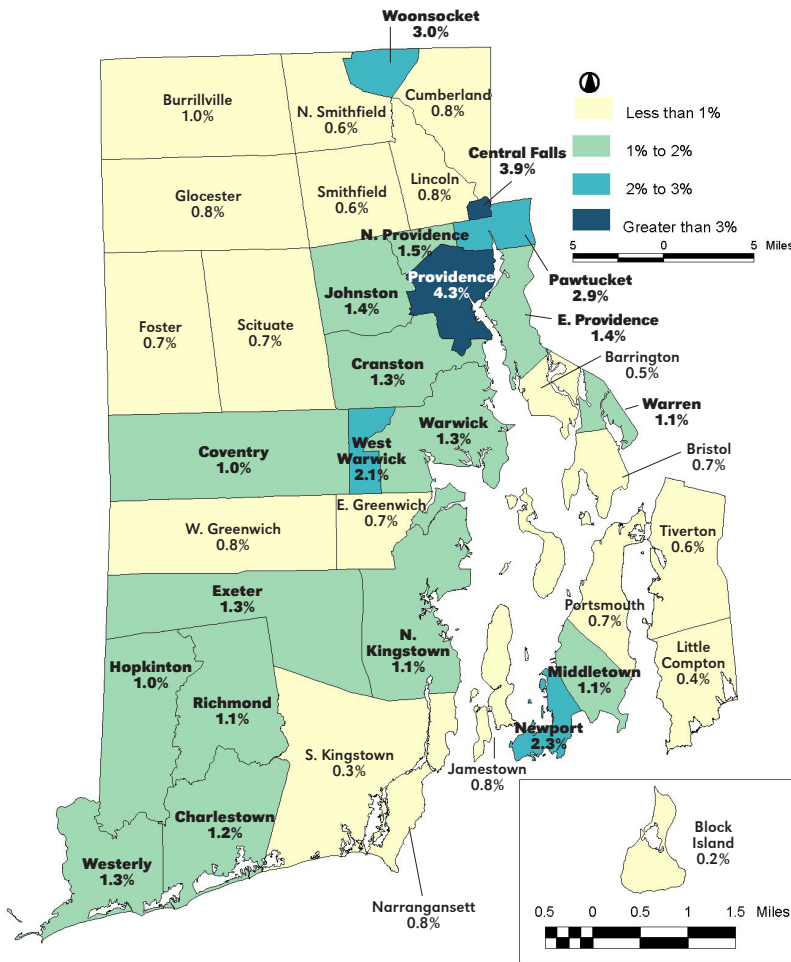 Woonsocket
3.0%
Burrillville
1.0%
N. Smithfield
0.6%
Cumberland
0.8%
Less than 1%
1% to 2%
2% to 3%
Greater than 3%
5 0 5 Miles
Central Falls
3.9%
Glocester
0.8%
Smithfield
0.6%
Lincoln
0.8%
N. Providence
1.5%
Providence
4.3%
Pawtucket
2.9%
Johnston
1.4%
E. Providence
1.4%
Foster
0.7%
Scituate
0.7%
Barrington
0.5%
Cranston
1.3%
Warren
1.1%
Coventry
1.0%
West
Warwick
2.1%
Warwick
1.3%
Bristol
0.7%
W. Greenwich
0.8%
E. Greenwich
0.7%
Tiverton
0.6%
Exeter
1.3%
Portsmouth
0.7%
N.
Kingstown
1.1%
Hopkinton
1.0%
Richmond
1.1%
Middletown
1.1%
Little
Compton
0.4%
Newport
2.3%
S. Kingstown
0.3%
Jamestown
0.8%
Charlestown
1.2%
Westerly
1.3%
Narrangansett
0.8%
Block
Island
0.2%
0.5 0 0.5 1 1.5 Miles